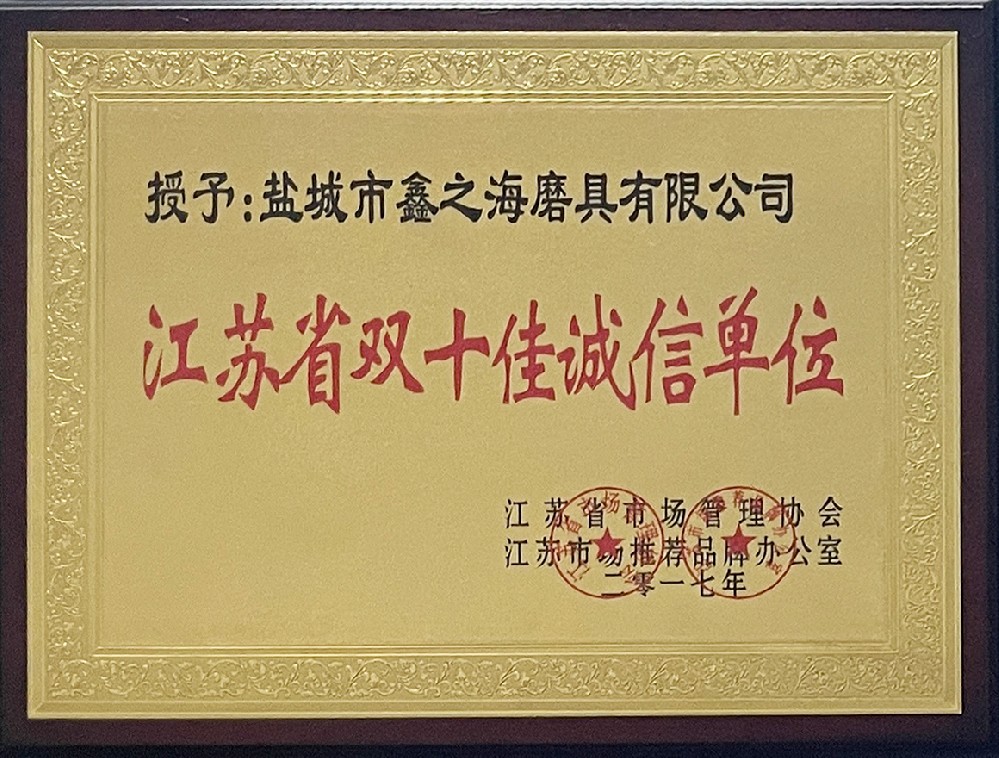 授予:盐城市鑫之海磨具有限公司
江苏省双十佳诚信单位
江苏省市场管理协会
江苏市场推荐品牌办公室
二零一七年